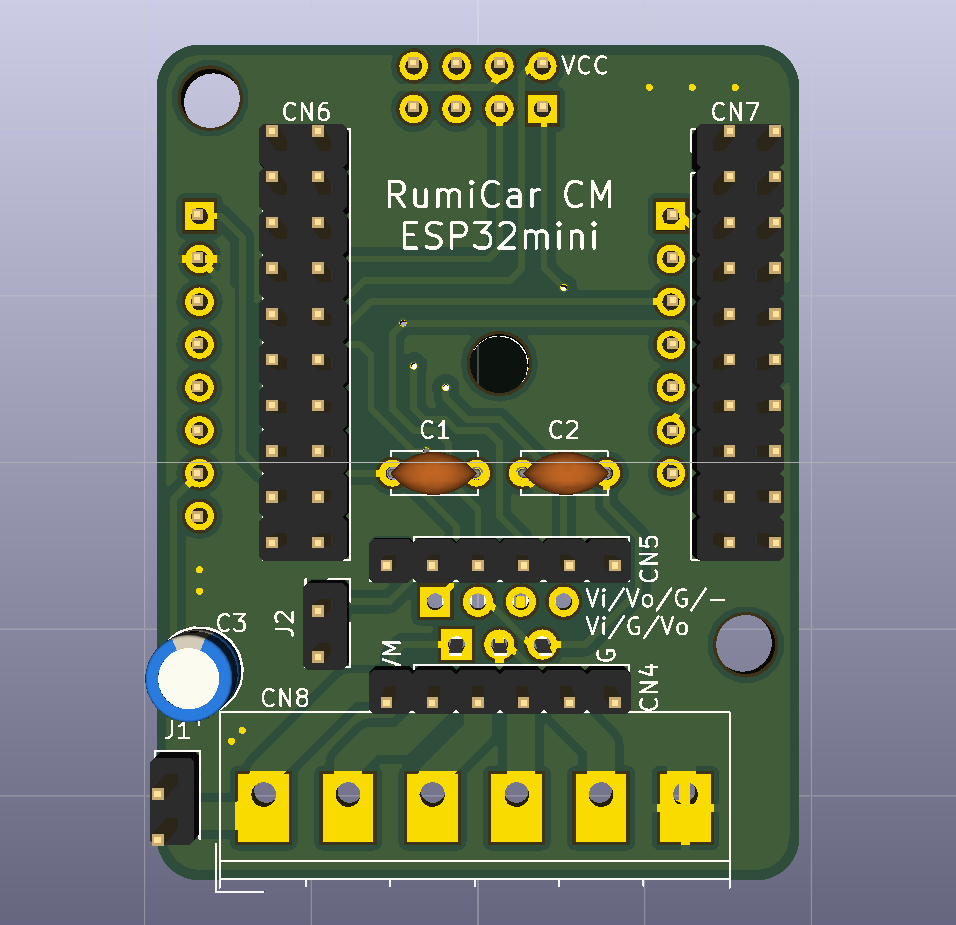 VCC
CN6
CN7
RumiCar CM
ESP32mini
C1
C2
CN5
Vi/Vo/G/-
Vi/G/Vo
J2
C3
G
CN4
CN8
J1